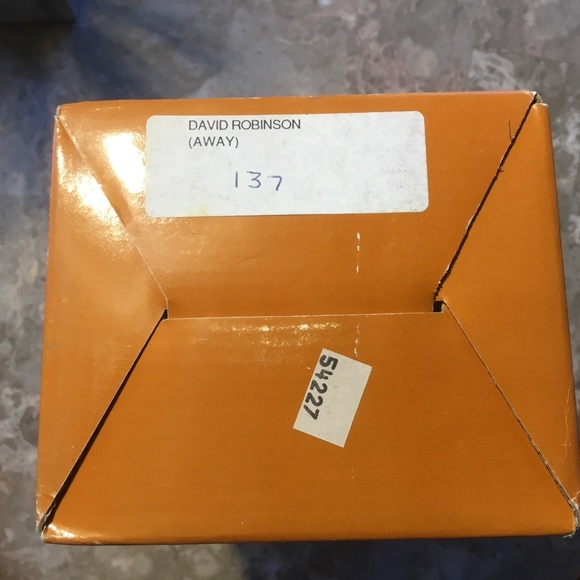 DAVID ROBINSON
(AWAY)
137
54227